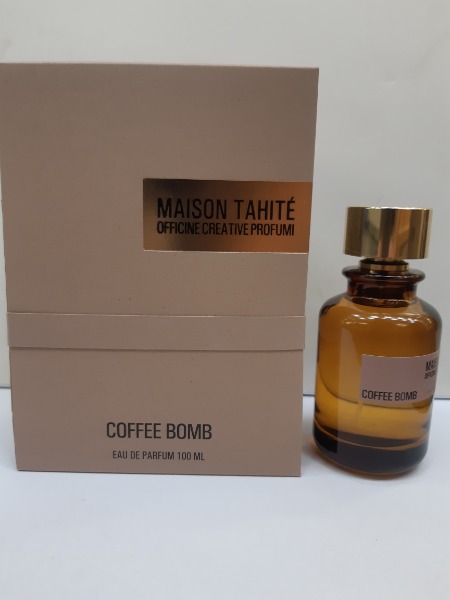 MAISON TAHITÉ
OFFICINE CREATIVE PROFUMI
COFFEE BOMB
EAU DE PARFUM 100 ML
COFFEE BOMB